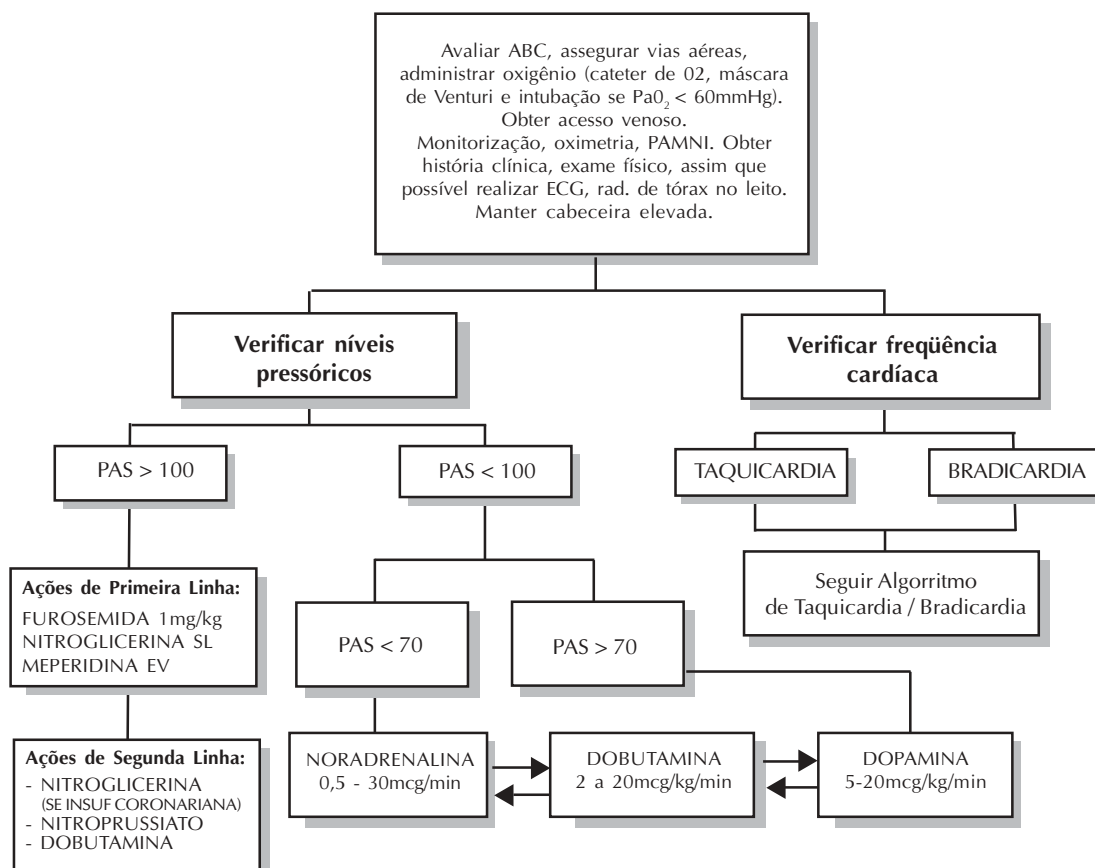 Avaliar ABC, assegurar vias aéreas,
administrar oxigênio (cateter de 02, máscara
de Venturi e intubação se Pa0₂ < 60mmHg).
Obter acesso venoso.
Monitorização, oximetria, PAMNI. Obter
história clínica, exame físico, assim que
possível realizar ECG, rad. de tórax no leito.
Manter cabeceira elevada.
Verificar níveis
pressóricos
Verificar freqüência
cardíaca
PAS > 100
PAS < 100
TAQUICARDIA
BRADICARDIA
Ações de Primeira Linha:
FUROSEMIDA 1mg/kg
NITROGLICERINA SL
MEPERIDINA EV
PAS < 70
PAS > 70
Seguir Algorritmo
de Taquicardia / Bradicardia
Ações de Segunda Linha:
- NITROGLICERINA
(SE INSUF CORONARIANA)
- NITROPRUSSIATO
- DOBUTAMINA
NORADRENALINA
0,5 - 30mcg/min
DOBUTAMINA
2 a 20mcg/kg/min
DOPAMINA
5-20mcg/kg/min